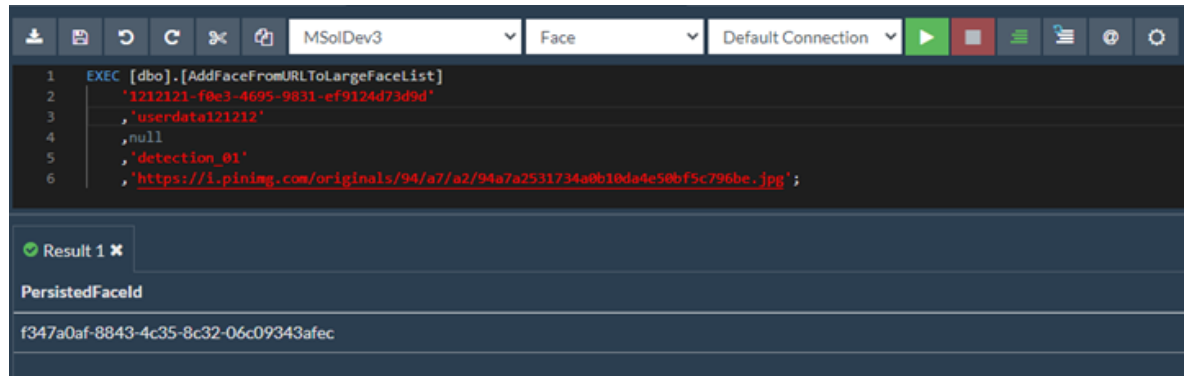 MSolDev3 Face Default Connection
1 EXEC [dbo].[AddFaceFromURLToLargeFaceList]
2 '1212121-f0e3-4695-9831-ef9124d73d9d'
3 ,'userdata121212'
4 ,null
5 ,'detection_01'
6 ,'https://i.pinimg.com/originals/94/a7/a2/94a7a2531734a0b10da4e50bf5c796be.jpg';
Result 1
PersistedFaceId
f347a0af-8843-4c35-8c32-06c09343afec